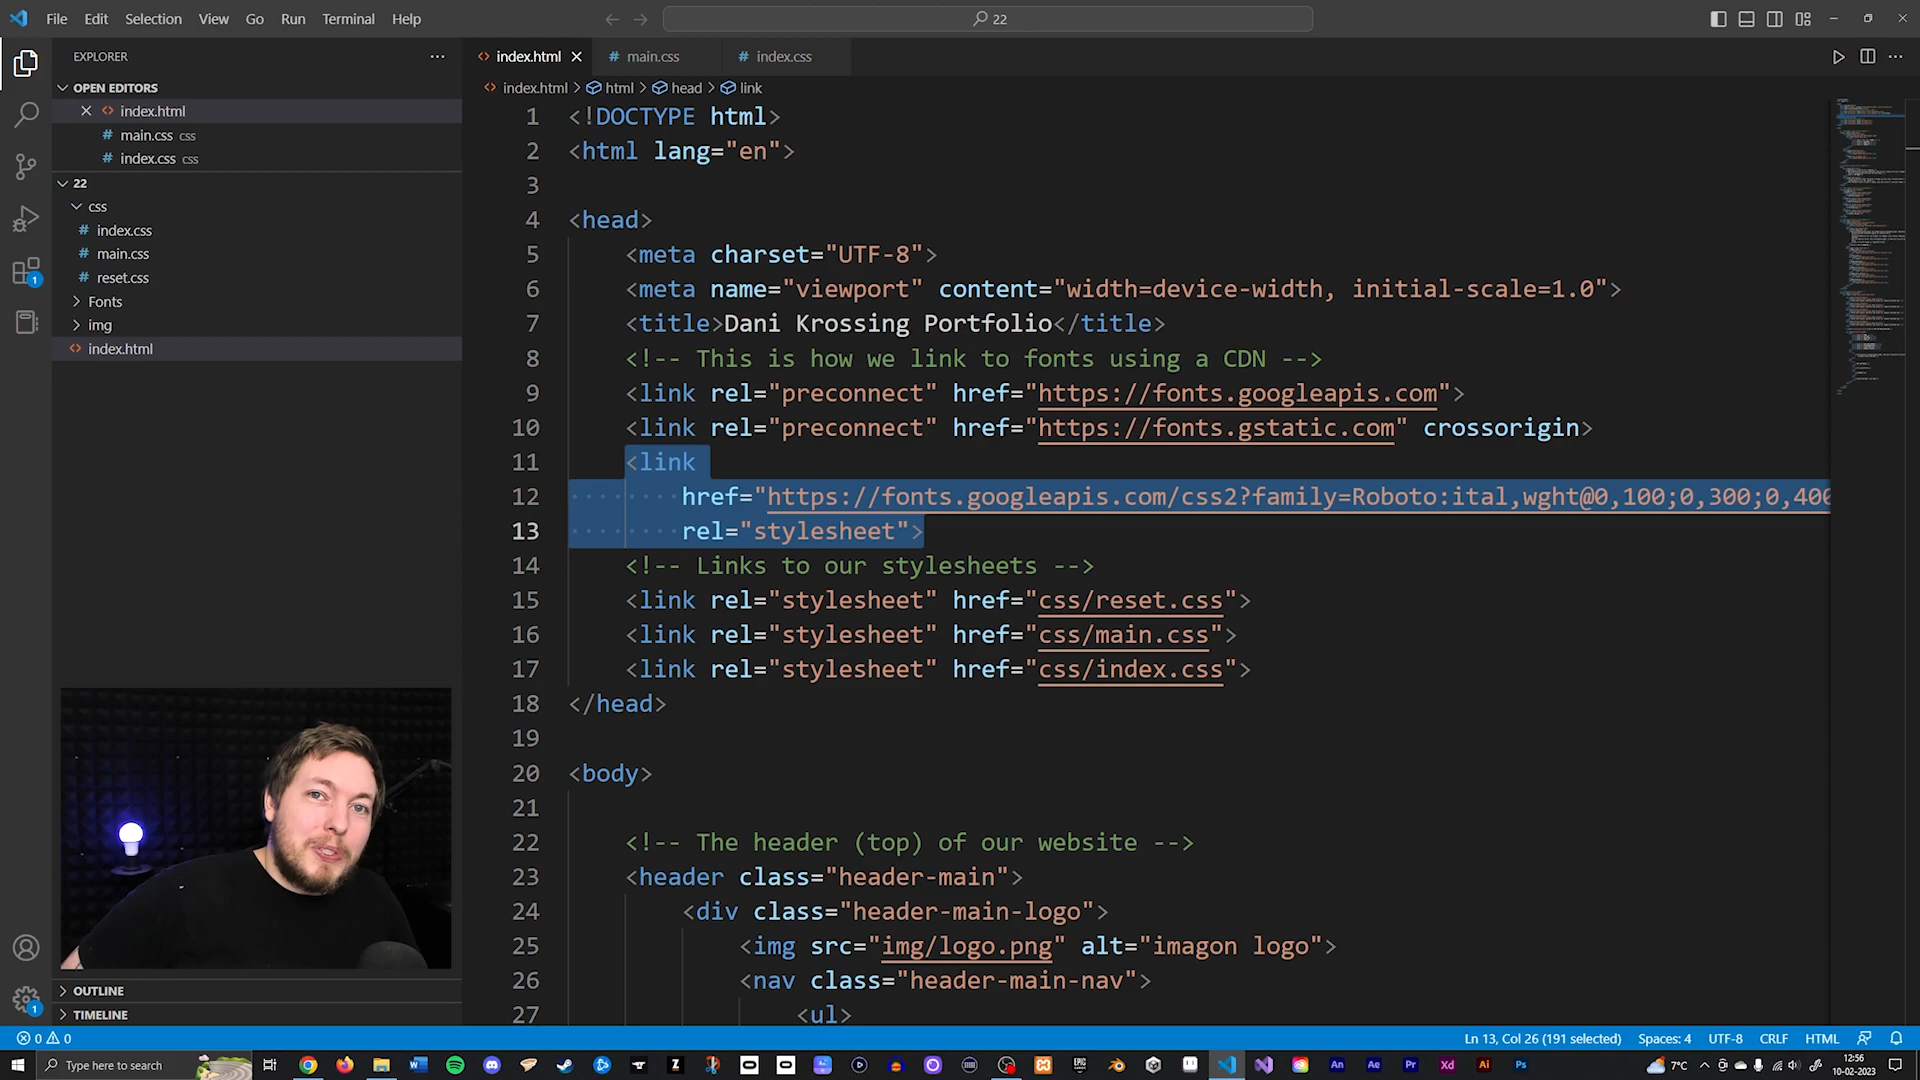 File Edit Selection View Go Run Terminal Help
22
EXPLORER
OPEN EDITORS
index.html
main.css css
index.css css
22
css
index.css
main.css
reset.css
Fonts
img
index.html
OUTLINE
TIMELINE
index.html main.css index.css
index.html > html > head > link
1 <!DOCTYPE html>
2 <html lang="en">
3
4 <head>
5 <meta charset="UTF-8">
6 <meta name="viewport" content="width=device-width, initial-scale=1.0">
7 <title>Dani Krossing Portfolio</title>
8 <!-- This is how we link to fonts using a CDN -->
9 <link rel="preconnect" href="https://fonts.googleapis.com">
10 <link rel="preconnect" href="https://fonts.gstatic.com" crossorigin>
11 <link
12 href="https://fonts.googleapis.com/css2?family=Roboto:ital,wght@0,100;0,300;0,400
13 rel="stylesheet">
14 <!-- Links to our stylesheets -->
15 <link rel="stylesheet" href="css/reset.css">
16 <link rel="stylesheet" href="css/main.css">
17 <link rel="stylesheet" href="css/index.css">
18 </head>
19
20 <body>
21
22 <!-- The header (top) of our website -->
23 <header class="header-main">
24 <div class="header-main-logo">
25 <img src="img/logo.png" alt="imagon logo">
26 <nav class="header-main-nav">
27 <ul>
1
1
0 0
Ln 13, Col 26 (191 selected) Spaces: 4 UTF-8 CRLF HTML
Type here to search
7°C
12:56
10-02-2023